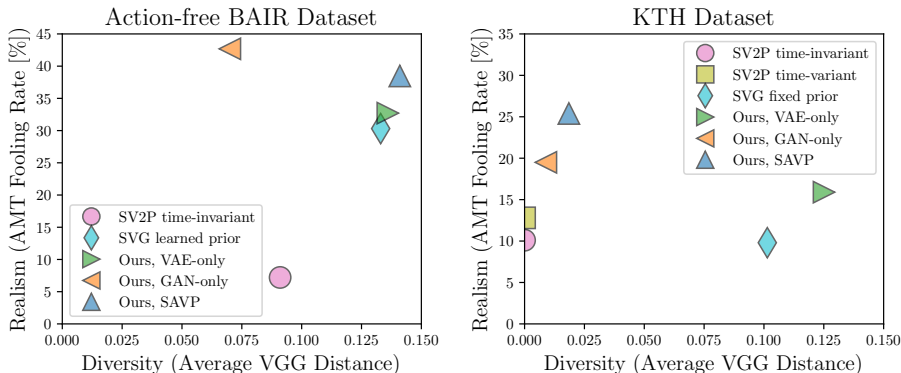 Action-free BAIR Dataset
Realism (AMT Fooling Rate [%])
45
40
35
30
25
20
15
10
5
0
SV2P time-invariant
SVG learned prior
Ours, VAE-only
Ours, GAN-only
Ours, SAVP
0.000 0.025 0.050 0.075 0.100 0.125 0.150
Diversity (Average VGG Distance)
KTH Dataset
Realism (AMT Fooling Rate [%])
35
30
25
20
15
10
5
0
SV2P time-invariant
SV2P time-variant
SVG fixed prior
Ours, VAE-only
Ours, GAN-only
Ours, SAVP
0.000 0.025 0.050 0.075 0.100 0.125 0.150
Diversity (Average VGG Distance)